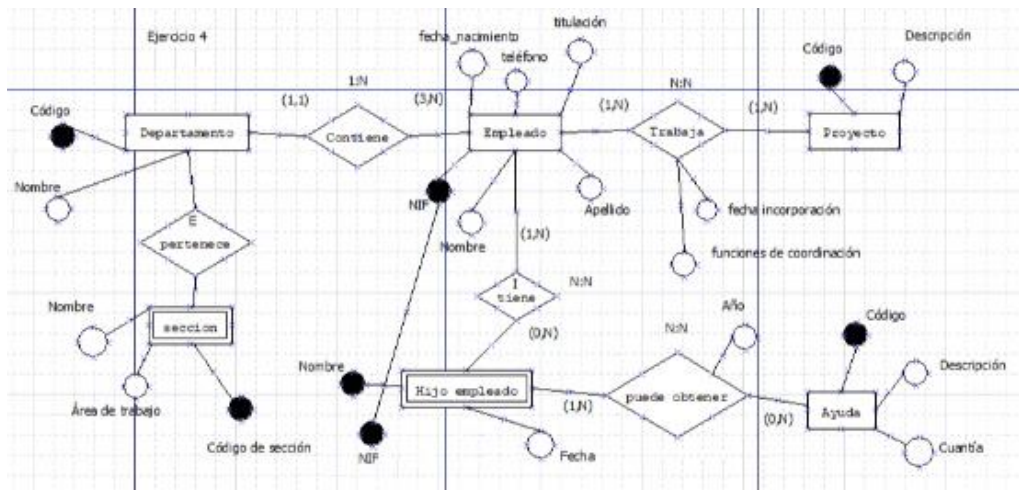 Ejercicio 4
fecha_nacimiento
titulación
teléfono
Código
Descripción
1:N
N:N
(1,1)
(3,N)
(1,N)
(1,N)
Código
Departamento
Contiene
Empleado
Trabaja
Proyecto
Nombre
NIF
Nombre
Apellido
fecha incorporación
E
pertenece
(1,N)
funciones de coordinación
I
tiene
N:N
Nombre
seccion
(0,N)
N:N
Año
Código
Nombre
Hijo empleado
puede obtener
Descripción
Área de trabajo
(1,N)
(0,N)
Ayuda
Código de sección
NIF
Fecha
Cuantía